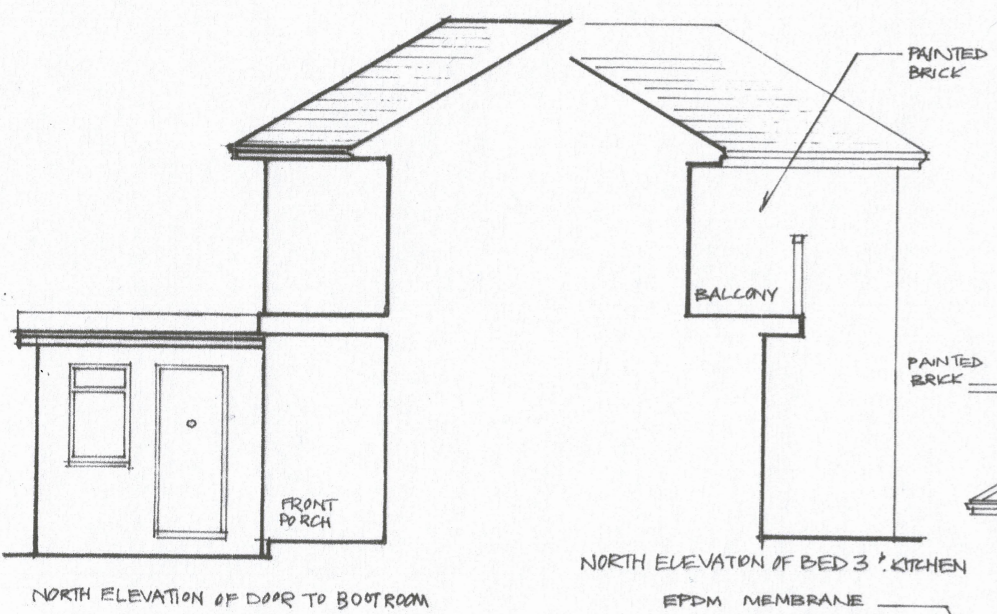 PAINTED
BRICK
BALCONY
PAINTED
BRICK
FRONT
PORCH
NORTH ELEVATION OF BED 3 & KITCHEN
NORTH ELEVATION OF DOOR TO BOOTROOM
EPDM MEMBRANE